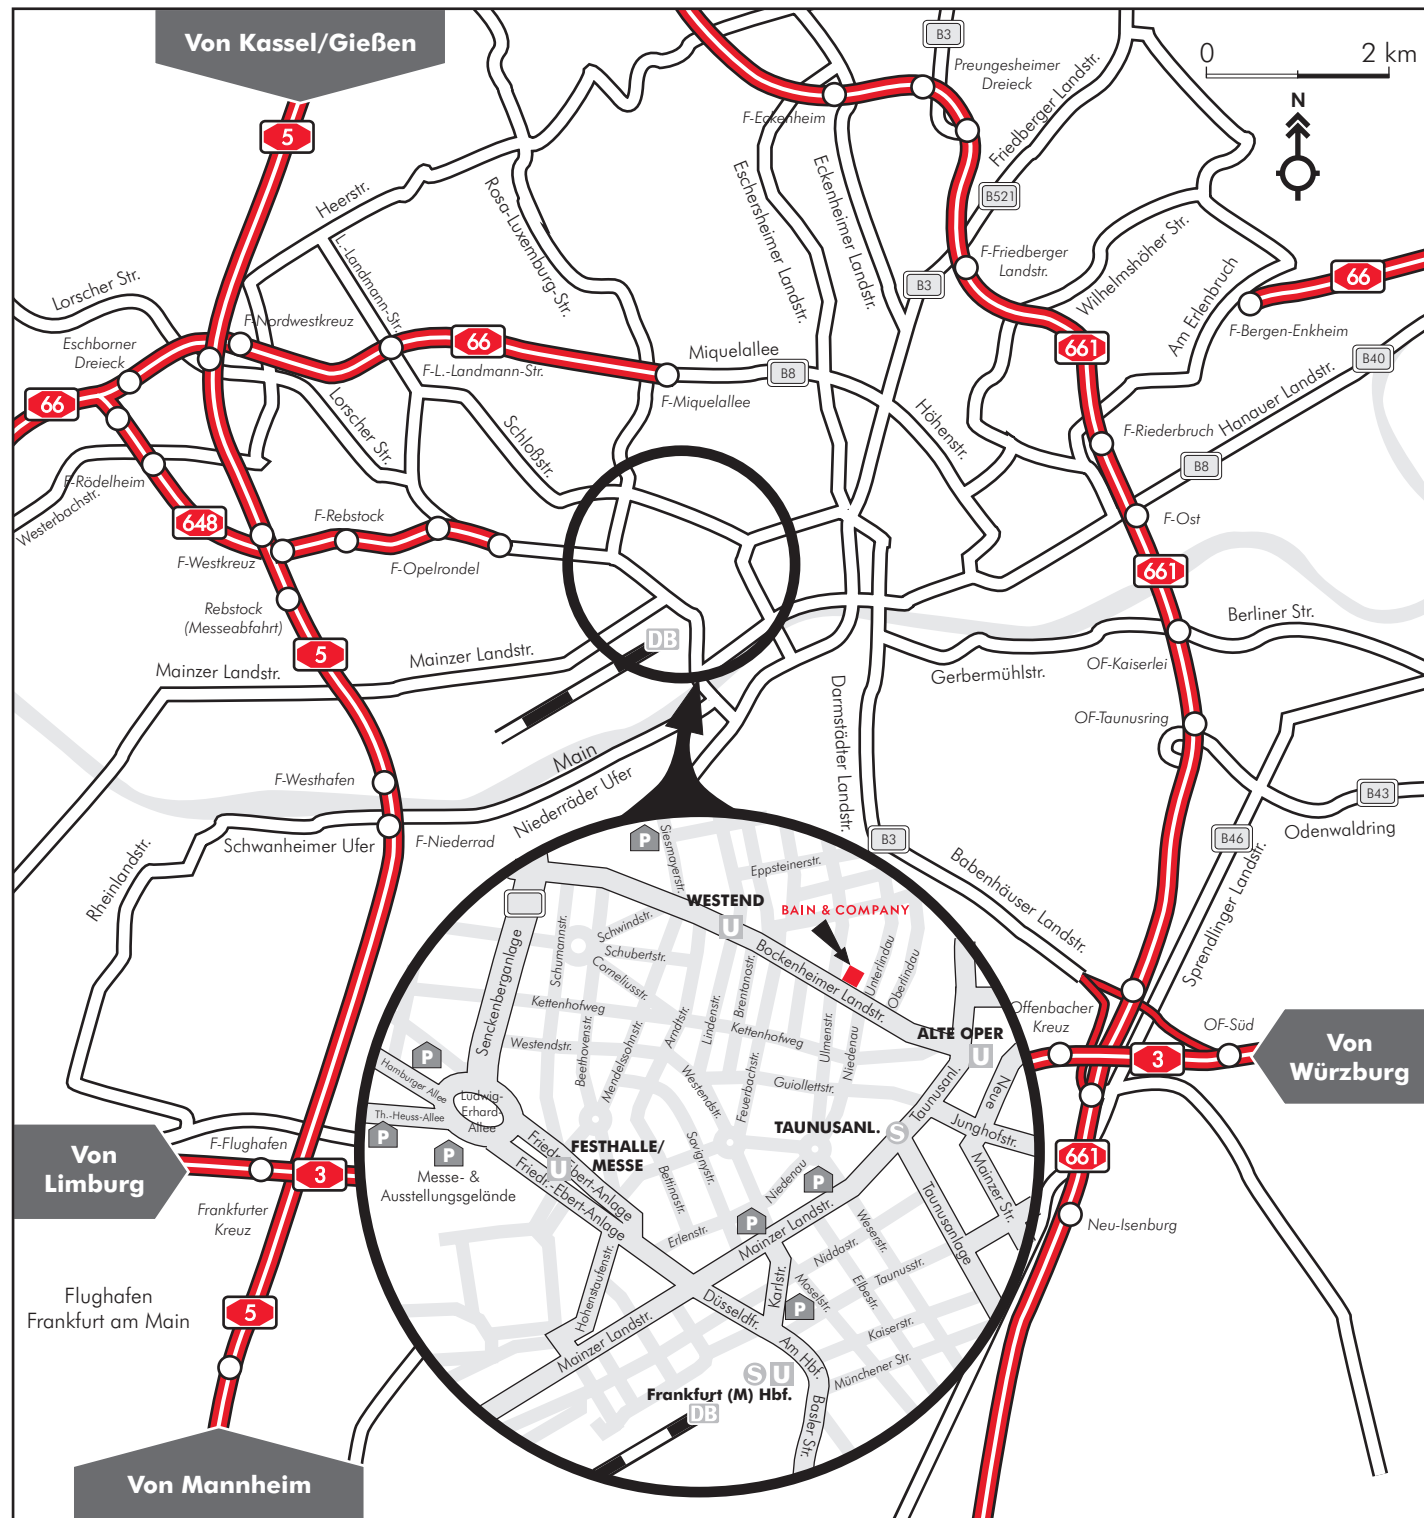 Von Kassel/Gießen
B3
0
2 km
Preungesheimer
Dreieck
N
F-Eckenheim
Friedberger Landstr.
5
Heerstr.
Rosa-Luxemburg-Str.
Eschersheimer Landstr.
Eckenheimer Landstr.
B521
L.-Landmann-Str.
F-Friedberger
Landstr.
Wilhelmshöher Str.
Am Erlenbruch
66
Lorscher Str.
B3
F-Nordwestkreuz
F-Bergen-Enkheim
Eschborner
Dreieck
66
Miquelallee
661
B40
F-L.-Landmann-Str.
B8
66
F-Miquelallee
Lorscher Str.
Schloßstr.
Höhenstr.
F-Riederbruch
Hanauer Landstr.
B8
F-Rödelheim
Westerbachstr.
648
F-Rebstock
F-Ost
F-Westkreuz
F-Opelrondel
661
Rebstock
(Messeabfahrt)
Berliner Str.
5
DB
Mainzer Landstr.
Mainzer Landstr.
Gerbermühlstr.
OF-Kaiserlei
Darmstädter Landstr.
OF-Taunusring
Main
F-Westhafen
Niederräder Ufer
B43
Odenwaldring
Schwanheimer Ufer
F-Niederrad
B3
B46
Rheinlandstr.
Babenhäuser Landstr.
Sprendlinger Landstr.
P
Siesmayerstr.
Eppsteinerstr.
WESTEND
U
BAIN & COMPANY
Schwindstr.
Schumannstr.
Schubertstr.
Corneliusstr.
Bockenheimer Landstr.
Unterlindau
Oberlindau
Senckenberganlage
Kettenhofweg
Brentanostr.
Lindenstr.
Arndtstr.
Kettenhofweg
Ulmenstr.
Niedenau
Westendstr.
Beethovenstr.
Mendelssohnstr.
Westendstr.
Feuerbachstr.
Guiollettstr.
ALTE OPER
U
Offenbacher
Kreuz
OF-Süd
3
Von
Würzburg
P
Hamburger Allee
Ludwig-
Erhard-
Allee
Th.-Heuss-Allee
P
P
Messe- &
Ausstellungsgelände
Taunusanl.
Neue
Junghofstr.
Mainzer Str.
TAUNUSANL.
S
FESTHALLE/
MESSE
U
Friedr.-Ebert-Anlage
Friedr.-Ebert-Anlage
Savignystr.
Bettinastr.
Erlenstr.
Niedenau
P
P
Mainzer Landstr.
Taunusanlage
Weserstr.
Niddastr.
Taunusstr.
Elbestr.
Moselstr.
Karlstr.
P
Kaiserstr.
Münchener Str.
Hohenstaufenstr.
Mainzer Landstr.
Düsseldfr.
Am Hbf.
Basler Str.
S U
Frankfurt (M) Hbf.
DB
661
Neu-Isenburg
Von
Limburg
F-Flughafen
3
Frankfurter
Kreuz
Flughafen
Frankfurt am Main
5
Von Mannheim